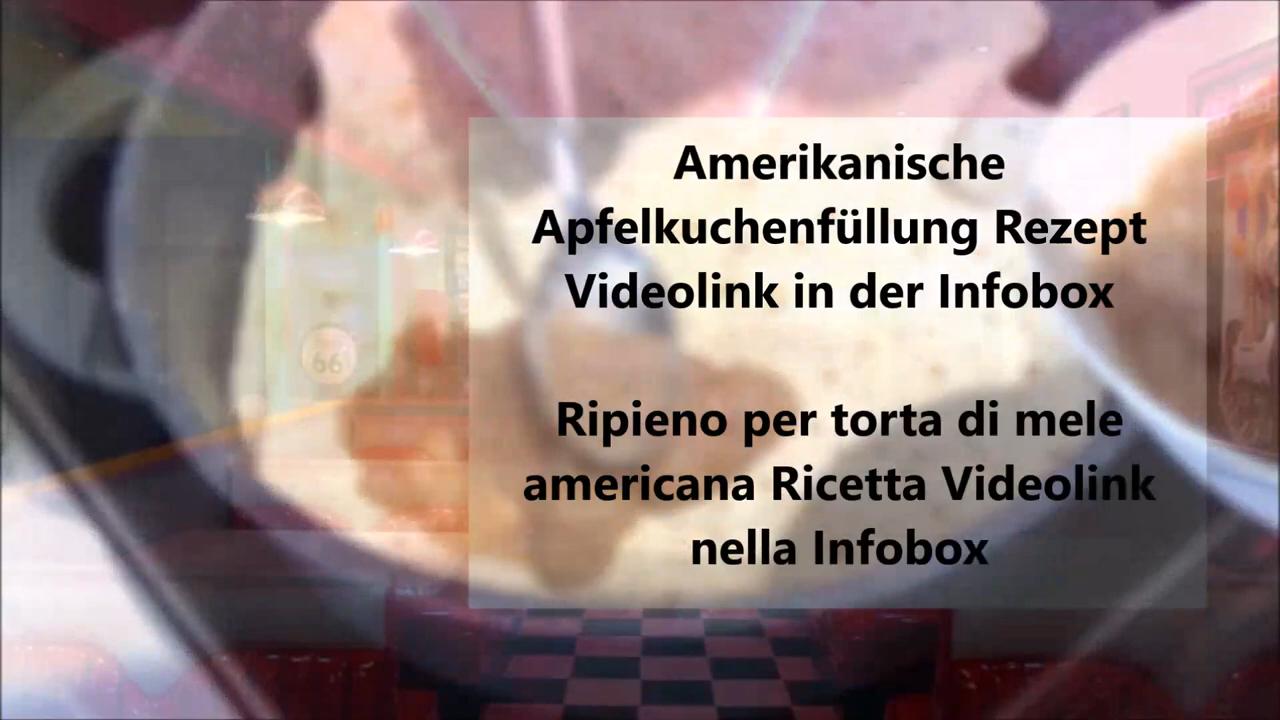 Amerikanische
Apfelkuchenfüllung Rezept
Videolink in der Infobox
Ripieno per torta di mele
americana Ricetta Videolink
nella Infobox
66